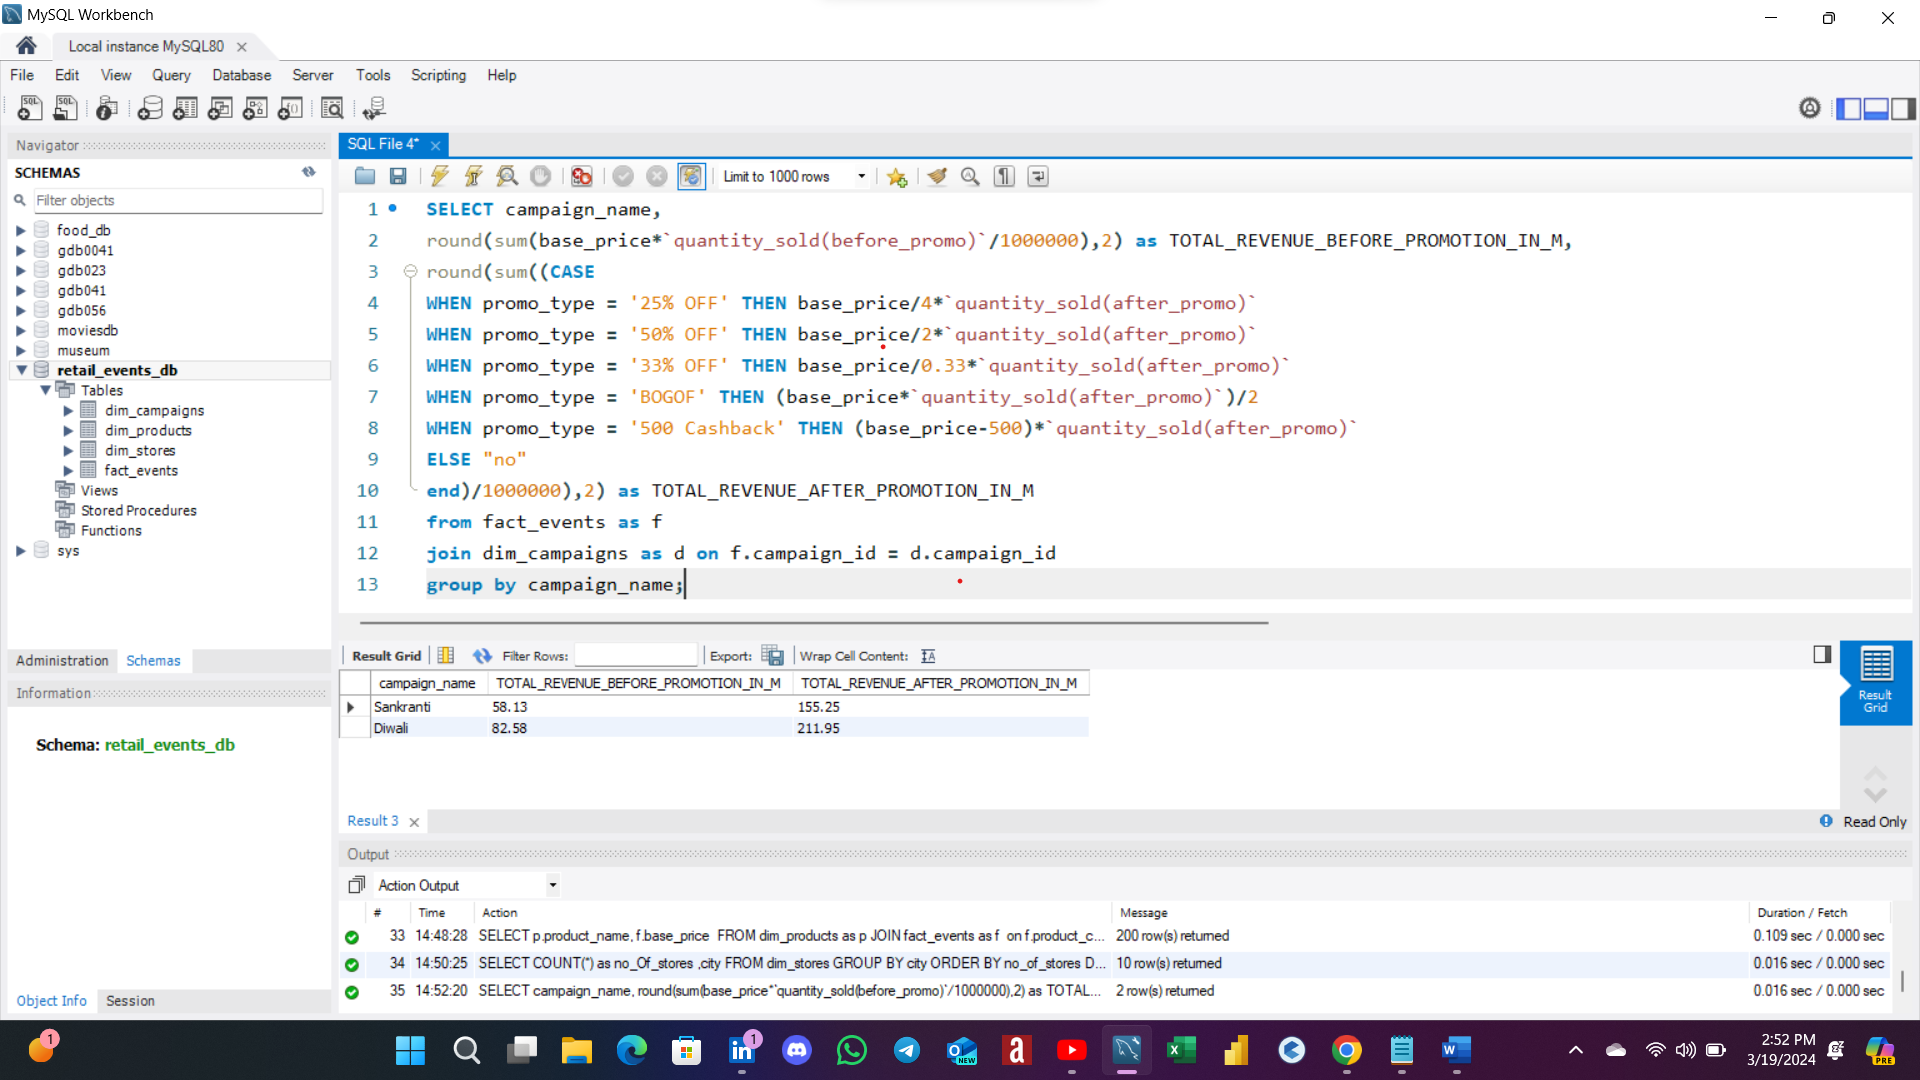 MySQL Workbench
Local instance MySQL80
File Edit View Query Database Server Tools Scripting Help
Navigator
SCHEMAS
Filter objects
food_db
gdb0041
gdb023
gdb041
gdb056
moviesdb
museum
retail_events_db
Tables
dim_campaigns
dim_products
dim_stores
fact_events
Views
Stored Procedures
Functions
sys
Administration Schemas
Information
Schema: retail_events_db
Object Info Session
SQL File 4*
Limit to 1000 rows
1 SELECT campaign_name,
2 round(sum(base_price*`quantity_sold(before_promo)`/1000000),2) as TOTAL_REVENUE_BEFORE_PROMOTION_IN_M,
3 round(sum((CASE
4 WHEN promo_type = '25% OFF' THEN base_price/4*`quantity_sold(after_promo)`
5 WHEN promo_type = '50% OFF' THEN base_price/2*`quantity_sold(after_promo)`
6 WHEN promo_type = '33% OFF' THEN base_price/0.33*`quantity_sold(after_promo)`
7 WHEN promo_type = 'BOGOF' THEN (base_price*`quantity_sold(after_promo)`)/2
8 WHEN promo_type = '500 Cashback' THEN (base_price-500)*`quantity_sold(after_promo)`
9 ELSE "no"
10 end)/1000000),2) as TOTAL_REVENUE_AFTER_PROMOTION_IN_M
11 from fact_events as f
12 join dim_campaigns as d on f.campaign_id = d.campaign_id
13 group by campaign_name;
Result Grid Filter Rows: Export: Wrap Cell Content:
campaign_name TOTAL_REVENUE_BEFORE_PROMOTION_IN_M TOTAL_REVENUE_AFTER_PROMOTION_IN_M
Sankranti 58.13 155.25
Diwali 82.58 211.95
Result Grid
Result 3
Read Only
Output
Action Output
# Time Action Message Duration / Fetch
33 14:48:28 SELECT p.product_name, f.base_price FROM dim_products as p JOIN fact_events as f on f.product_c... 200 row(s) returned 0.109 sec / 0.000 sec
34 14:50:25 SELECT COUNT(*) as no_Of_stores ,city FROM dim_stores GROUP BY city ORDER BY no_of_stores D... 10 row(s) returned 0.016 sec / 0.000 sec
35 14:52:20 SELECT campaign_name, round(sum(base_price*`quantity_sold(before_promo)`/1000000),2) as TOTAL... 2 row(s) returned 0.016 sec / 0.000 sec
2:52 PM
3/19/2024